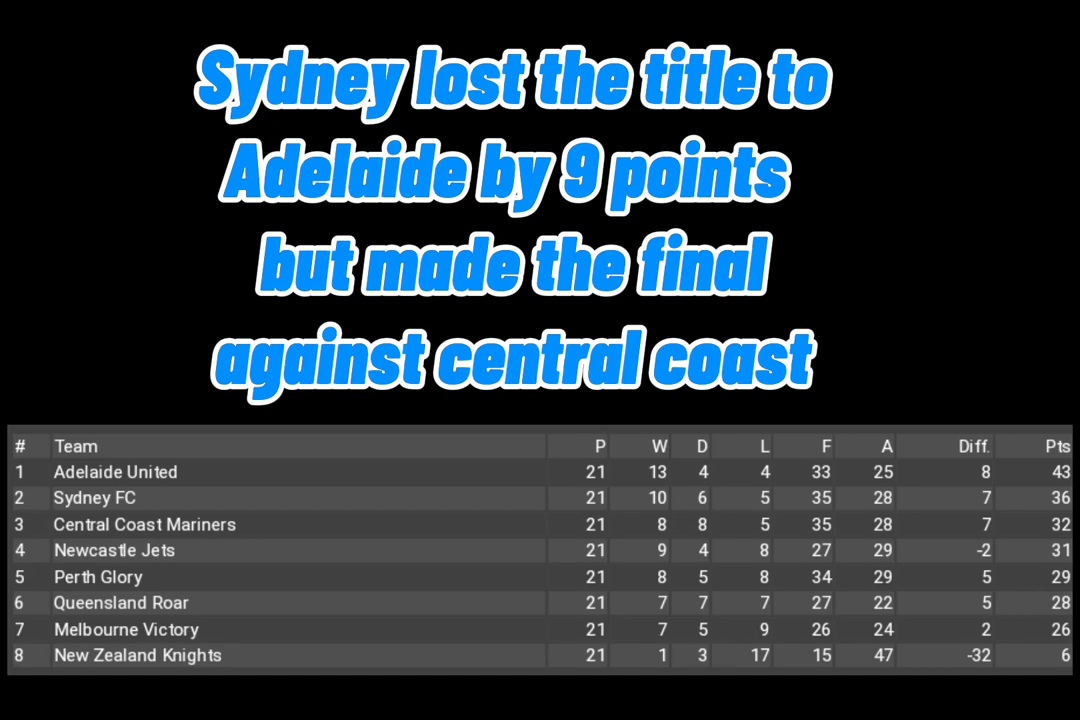 Sydney lost the title to
Adelaide by 9 points
but made the final
against central coast
# Team P W D L F A Diff. Pts
1 Adelaide United 21 13 4 4 33 25 8 43
2 Sydney FC 21 10 6 5 35 28 7 36
3 Central Coast Mariners 21 8 8 5 35 28 7 32
4 Newcastle Jets 21 9 4 8 27 29 -2 31
5 Perth Glory 21 8 5 8 34 29 5 29
6 Queensland Roar 21 7 7 7 27 22 5 28
7 Melbourne Victory 21 7 5 9 26 24 2 26
8 New Zealand Knights 21 1 3 17 15 47 -32 6